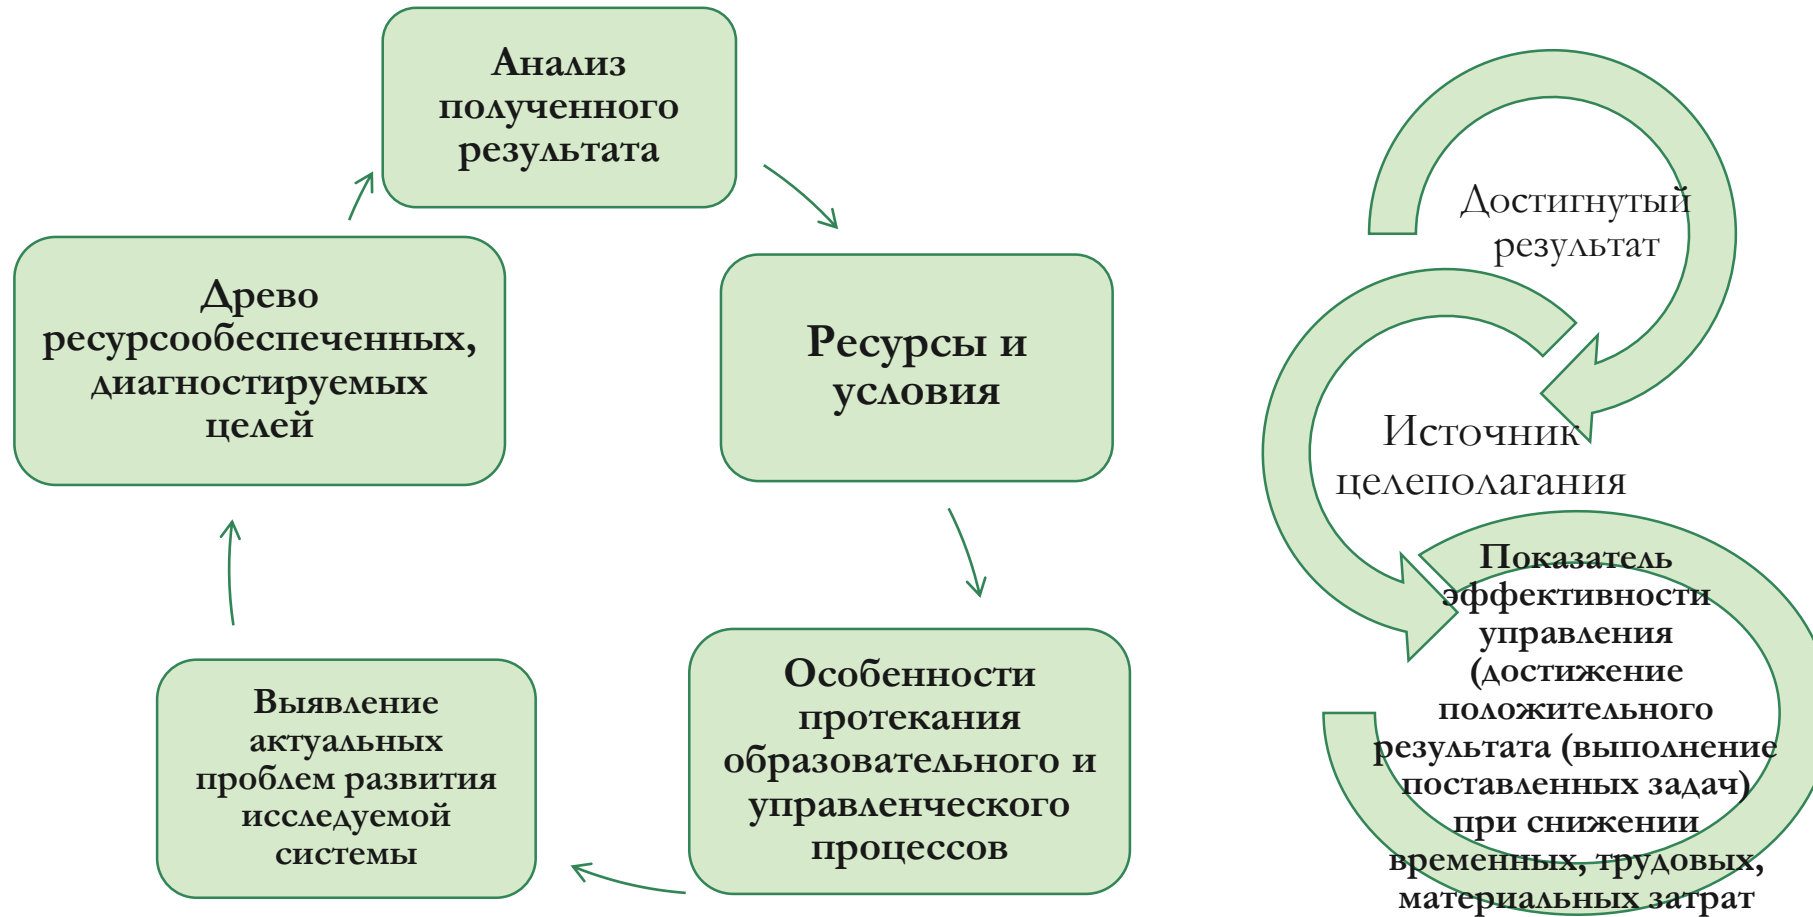 Анализ
полученного
результата
Ресурсы и
условия
Особенности
протекания
образовательного и
управленческого
процессов
Выявление
актуальных
проблем развития
исследуемой
системы
Древо
ресурсообеспеченных,
диагностируемых
целей
Достигнутый
результат
Источник
целеполагания
Показатель
эффективности
управления
(достижение
положительного
результата (выполнение
поставленных задач)
при снижении
временных, трудовых,
материальных затрат